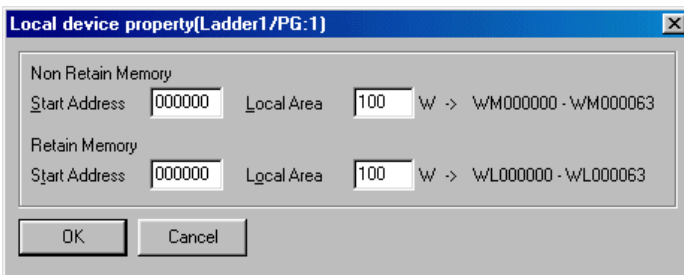 Local device property(Ladder1/PG:1)
Non Retain Memory
Start Address 000000 Local Area 100 W -> WM000000 - WM000063
Retain Memory
Start Address 000000 Local Area 100 W -> WL000000 - WL000063
OK Cancel